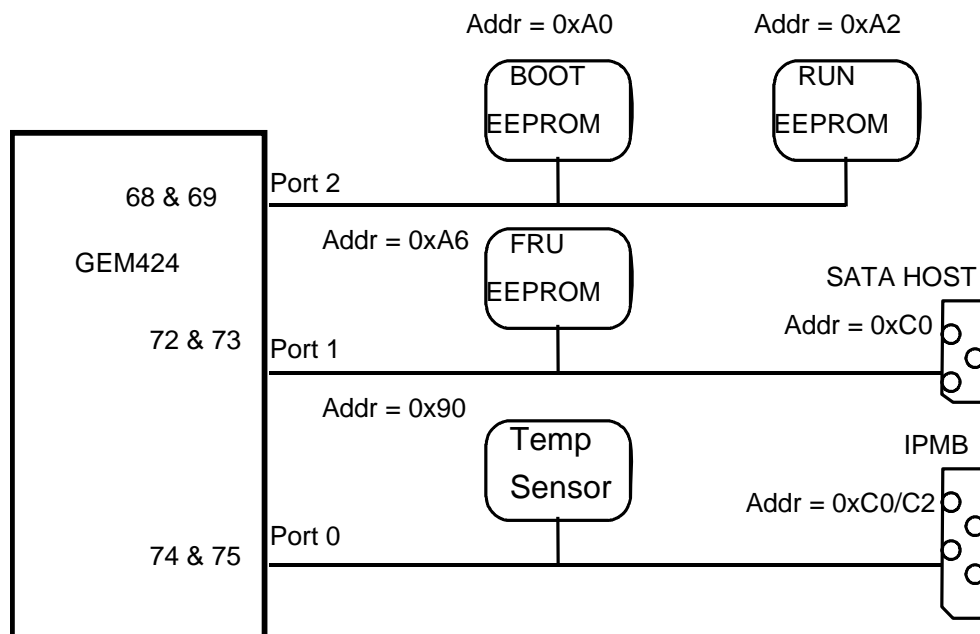 Addr = 0xA0
Addr = 0xA2
BOOT
EEPROM
RUN
EEPROM
68 & 69
Port 2
GEM424
Addr = 0xA6
FRU
EEPROM
SATA HOST
Addr = 0xC0
72 & 73
Port 1
Addr = 0x90
Temp
Sensor
IPMB
Addr = 0xC0/C2
74 & 75
Port 0